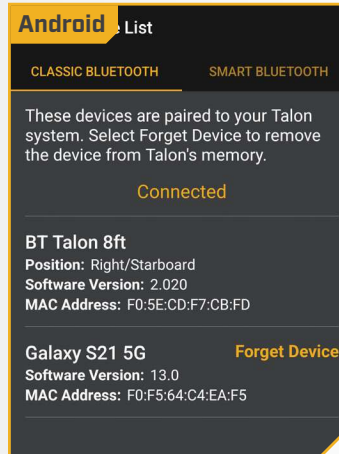 Android
List
CLASSIC BLUETOOTH SMART BLUETOOTH
These devices are paired to your Talon
system. Select Forget Device to remove
the device from Talon's memory.
Connected
BT Talon 8ft
Position: Right/Starboard
Software Version: 2.020
MAC Address: F0:5E:CD:F7:CB:FD
Galaxy S21 5G Forget Device
Software Version: 13.0
MAC Address: F0:F5:64:C4:EA:F5